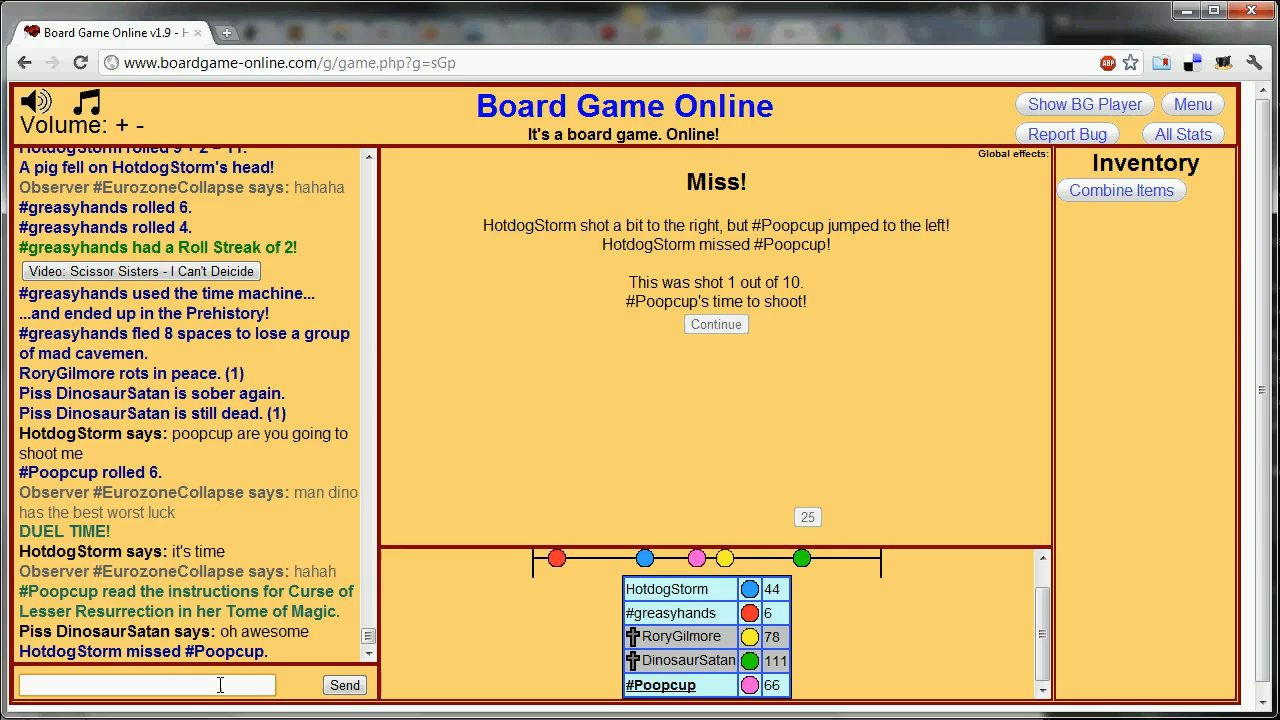 Board Game Online v1.9 - H
www.boardgame-online.com/g/game.php?g=sGp
ABP
Volume: + -
Board Game Online
It's a board game. Online!
Show BG Player
Menu
Report Bug
All Stats
HotdogStorm rolled 9 + 2 = 11.
A pig fell on HotdogStorm's head!
Observer #EurozoneCollapse says: hahaha
#greasyhands rolled 6.
#greasyhands rolled 4.
#greasyhands had a Roll Streak of 2!
Video: Scissor Sisters - I Can't Deicide
#greasyhands used the time machine...
...and ended up in the Prehistory!
#greasyhands fled 8 spaces to lose a group
of mad cavemen.
RoryGilmore rots in peace. (1)
Piss DinosaurSatan is sober again.
Piss DinosaurSatan is still dead. (1)
HotdogStorm says: poopcup are you going to
shoot me
#Poopcup rolled 6.
Observer #EurozoneCollapse says: man dino
has the best worst luck
DUEL TIME!
HotdogStorm says: it's time
Observer #EurozoneCollapse says: hahah
#Poopcup read the instructions for Curse of
Lesser Resurrection in her Tome of Magic.
Piss DinosaurSatan says: oh awesome
HotdogStorm missed #Poopcup.
Send
Global effects:
Miss!
HotdogStorm shot a bit to the right, but #Poopcup jumped to the left!
HotdogStorm missed #Poopcup!
This was shot 1 out of 10.
#Poopcup's time to shoot!
Continue
25
HotdogStorm 44
#greasyhands 6
RoryGilmore 78
DinosaurSatan 111
#Poopcup 66
Inventory
Combine Items